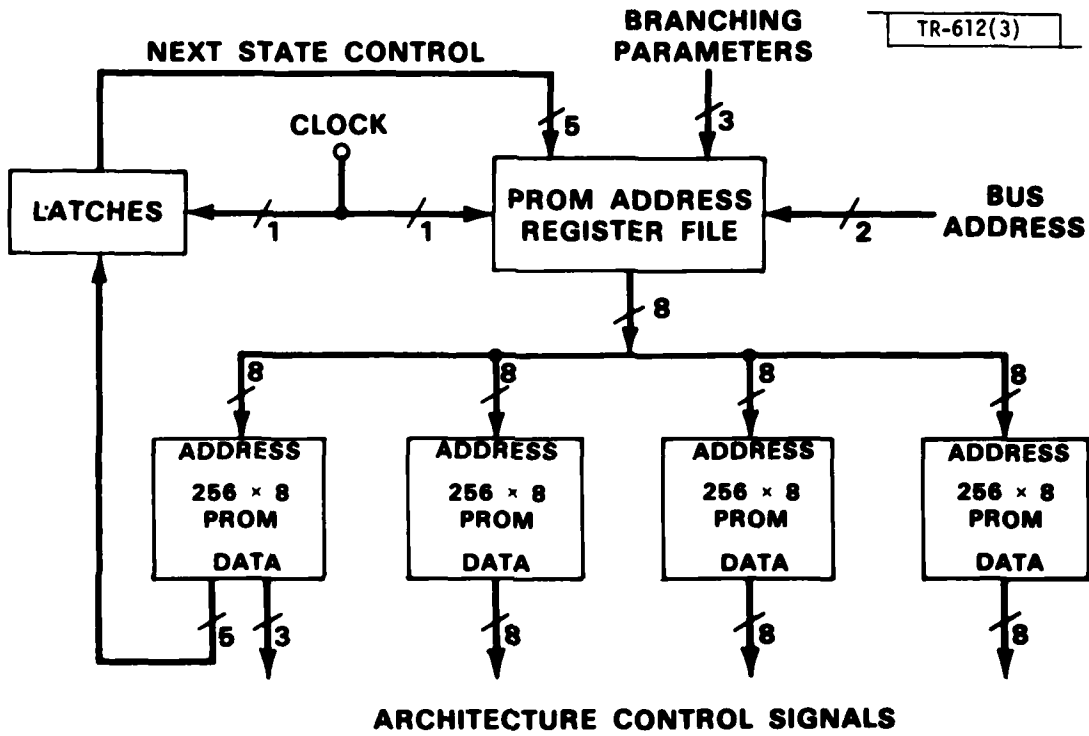 BRANCHING
PARAMETERS
TR-612(3)
NEXT STATE CONTROL
CLOCK
5
3
LATCHES
1
1
PROM ADDRESS
REGISTER FILE
2
BUS
ADDRESS
8
8
8
8
8
ADDRESS
256 × 8
PROM
DATA
ADDRESS
256 × 8
PROM
DATA
ADDRESS
256 × 8
PROM
DATA
ADDRESS
256 × 8
PROM
DATA
5
3
8
8
8
ARCHITECTURE CONTROL SIGNALS